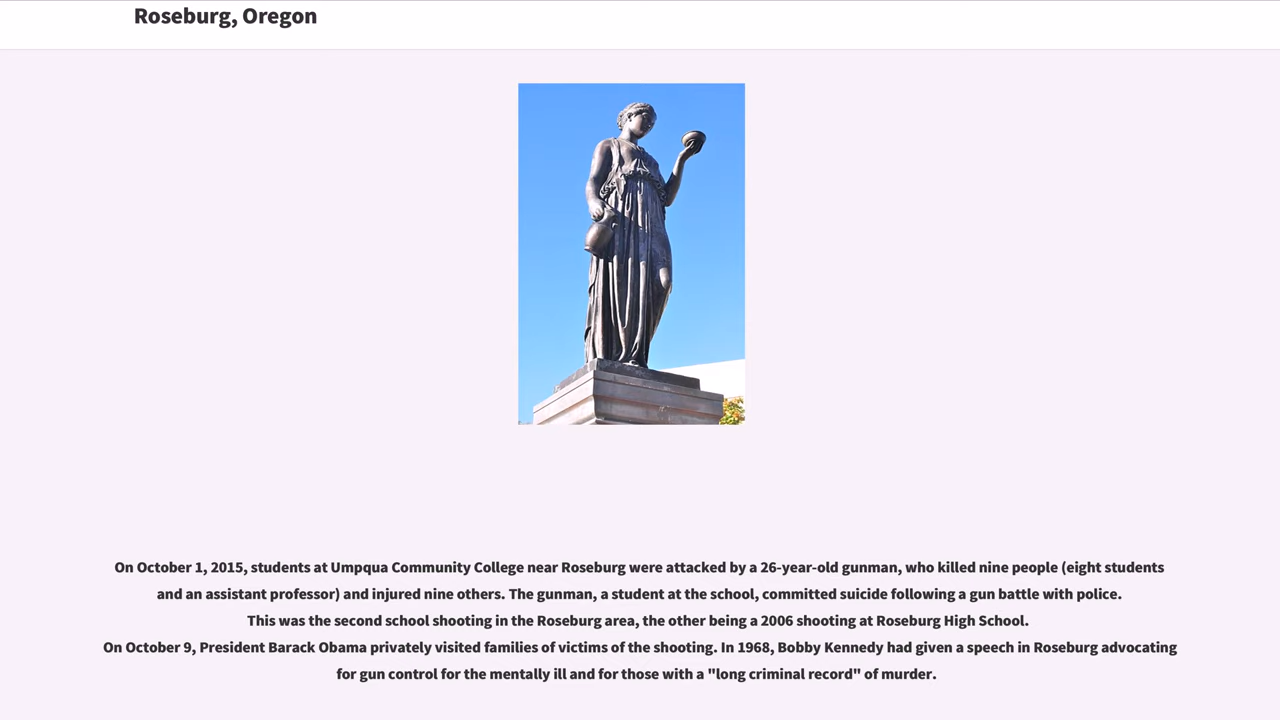 Roseburg, Oregon
On October 1, 2015, students at Umpqua Community College near Roseburg were attacked by a 26-year-old gunman, who killed nine people (eight students
and an assistant professor) and injured nine others. The gunman, a student at the school, committed suicide following a gun battle with police.
This was the second school shooting in the Roseburg area, the other being a 2006 shooting at Roseburg High School.
On October 9, President Barack Obama privately visited families of victims of the shooting. In 1968, Bobby Kennedy had given a speech in Roseburg advocating
for gun control for the mentally ill and for those with a "long criminal record" of murder.